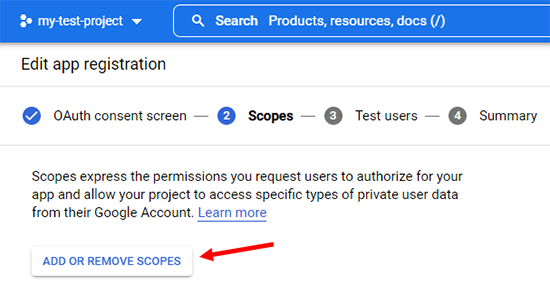 my-test-project
Search Products, resources, docs (/)
Edit app registration
OAuth consent screen — 2 Scopes — 3 Test users — 4 Summary
Scopes express the permissions you request users to authorize for your
app and allow your project to access specific types of private user data
from their Google Account. Learn more
ADD OR REMOVE SCOPES